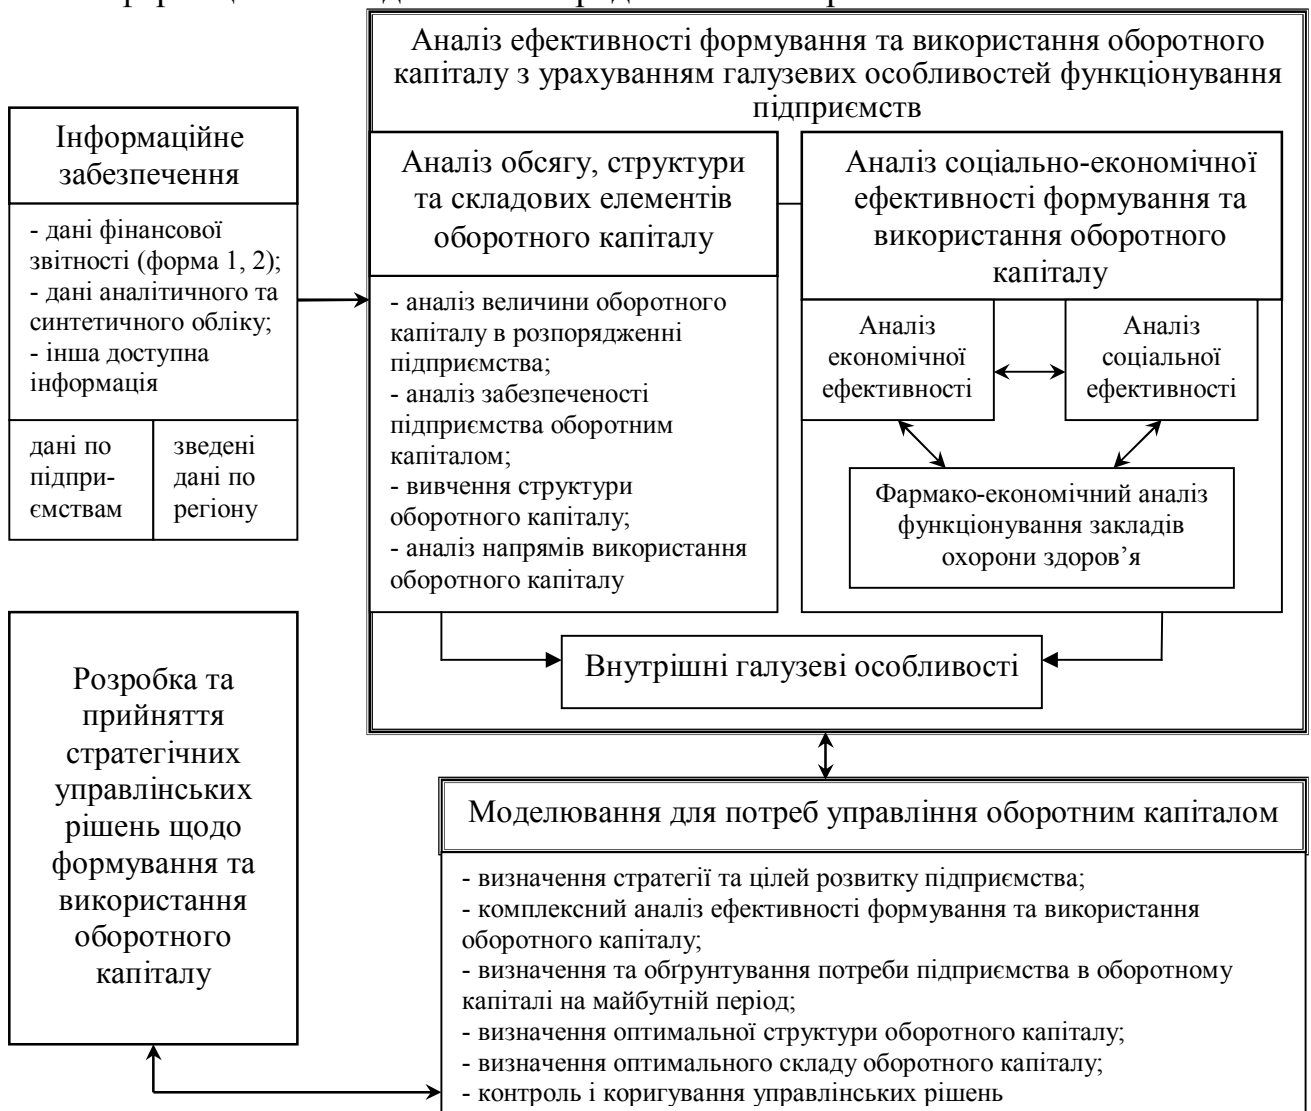 Аналіз ефективності формування та використання оборотного
капіталу з урахуванням галузевих особливостей функціонування
підприємств
Інформаційне
забезпечення
- дані фінансової
звітності (форма 1, 2);
- дані аналітичного та
синтетичного обліку;
- інша доступна
інформація
дані по
підпри-
ємствам
зведені
дані по
регіону
Аналіз обсягу, структури
та складових елементів
оборотного капіталу
- аналіз величини оборотного
капіталу в розпорядженні
підприємства;
- аналіз забезпеченості
підприємства оборотним
капіталом;
- вивчення структури
оборотного капіталу;
- аналіз напрямів використання
оборотного капіталу
Аналіз соціально-економічної
ефективності формування та
використання оборотного
капіталу
Аналіз
економічної
ефективності
Аналіз
соціальної
ефективності
Фармако-економічний аналіз
функціонування закладів
охорони здоров’я
Внутрішні галузеві особливості
Розробка та
прийняття
стратегічних
управлінських
рішень щодо
формування та
використання
оборотного
капіталу
Моделювання для потреб управління оборотним капіталом
- визначення стратегії та цілей розвитку підприємства;
- комплексний аналіз ефективності формування та використання
оборотного капіталу;
- визначення та обґрунтування потреби підприємства в оборотному
капіталі на майбутній період;
- визначення оптимальної структури оборотного капіталу;
- визначення оптимального складу оборотного капіталу;
- контроль і коригування управлінських рішень